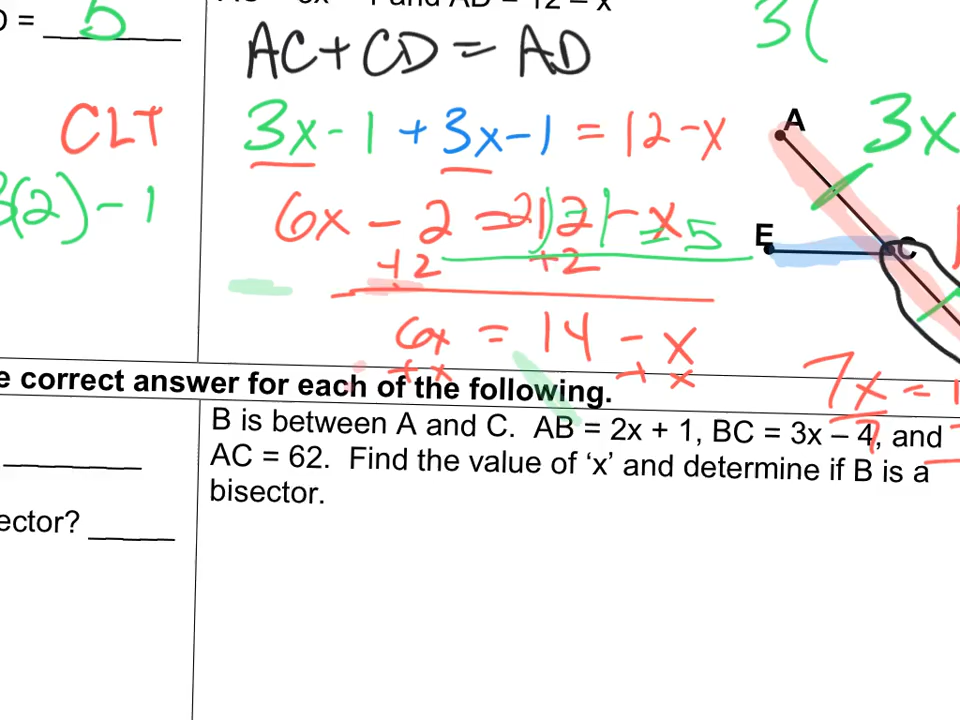 = 5
AC + CD = AD
3(
CLT
3x - 1 + 3x - 1 = 12 - x
A
3x
(2) - 1
6x - 2 = 12 - x
E
C
+2 +2
6x = 14 - x
+x + x
7x =
7
correct answer for each of the following.
B is between A and C. AB = 2x + 1, BC = 3x – 4, and
AC = 62. Find the value of ‘x’ and determine if B is a
bisector.
ector?